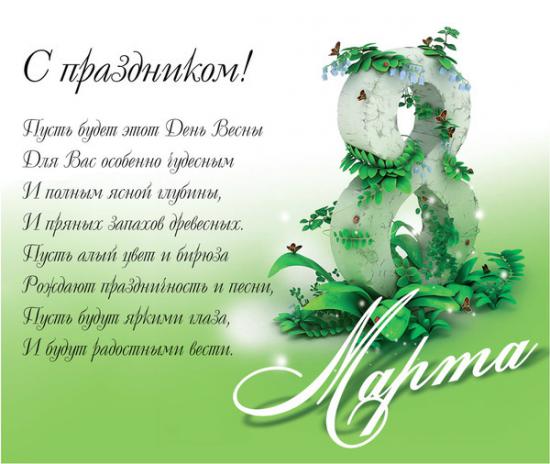 С праздником!
Пусть будет этот День Весны
Для Вас особенно чудесным
И полным ясной глубины,
И пряных запахов древесных.
Пусть алый цвет и бирюза
Рождают праздничность и песни,
Пусть будут яркими глаза,
И будут радостными вести.
8
Марта